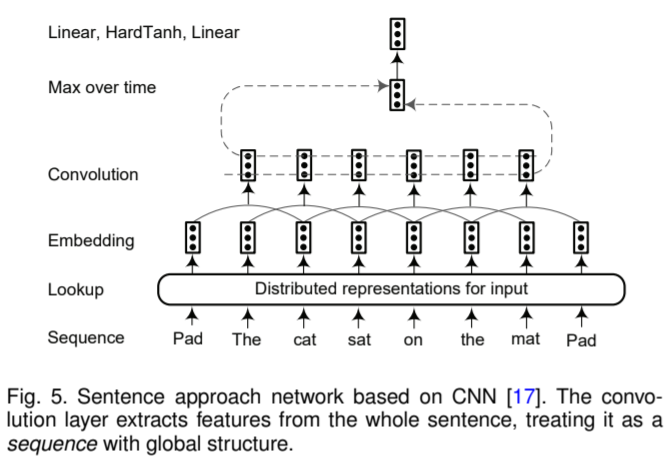 Linear, HardTanh, Linear
Max over time
Convolution
Embedding
Lookup Distributed representations for input
Sequence Pad The cat sat on the mat Pad
Fig. 5. Sentence approach network based on CNN [17]. The convo-
lution layer extracts features from the whole sentence, treating it as a
sequence with global structure.